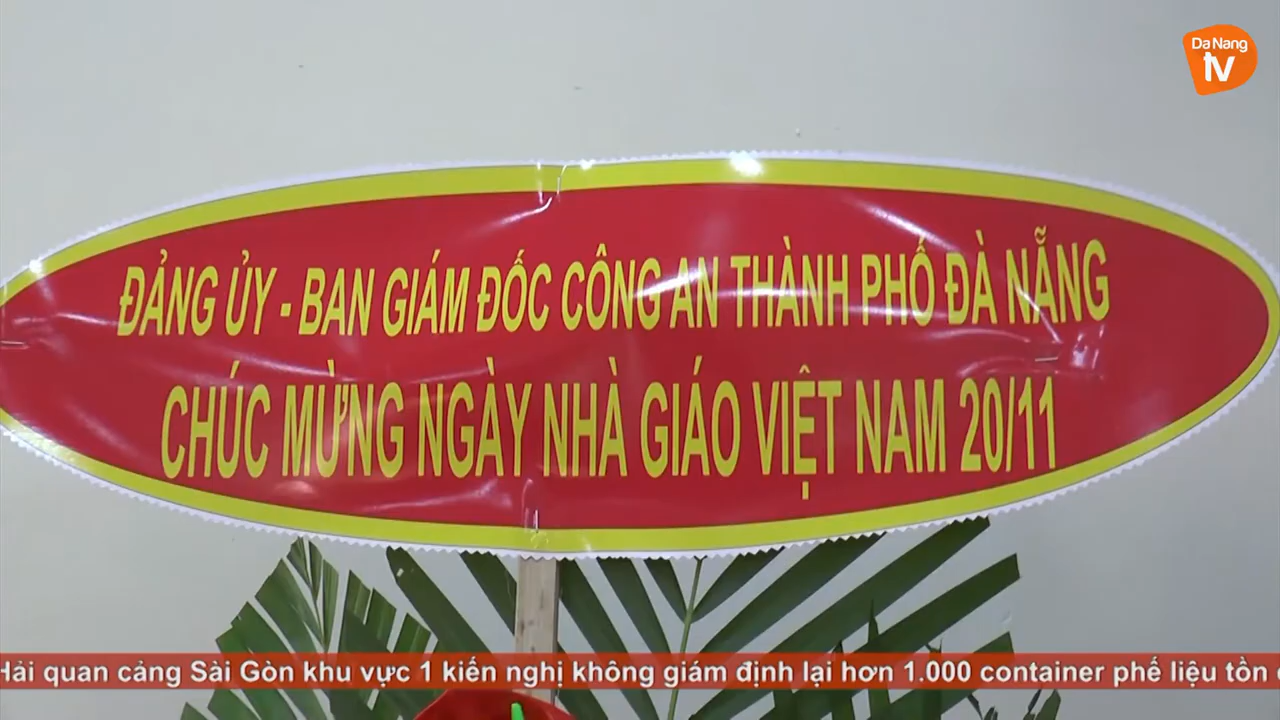 Da Nang
tv
ĐẢNG ỦY - BAN GIÁM ĐỐC CÔNG AN THÀNH PHỐ ĐÀ NẴNG
CHÚC MỪNG NGÀY NHÀ GIÁO VIỆT NAM 20/11
Hải quan cảng Sài Gòn khu vực 1 kiến nghị không giám định lại hơn 1.000 container phế liệu tồn